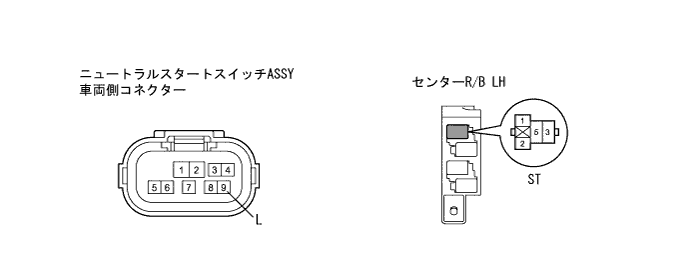 ニュートラルスタートスイッチASSY
車両側コネクター
センターR/B LH
1 2 3 4
5 6 7 8 9
L
1
5 3
2
ST